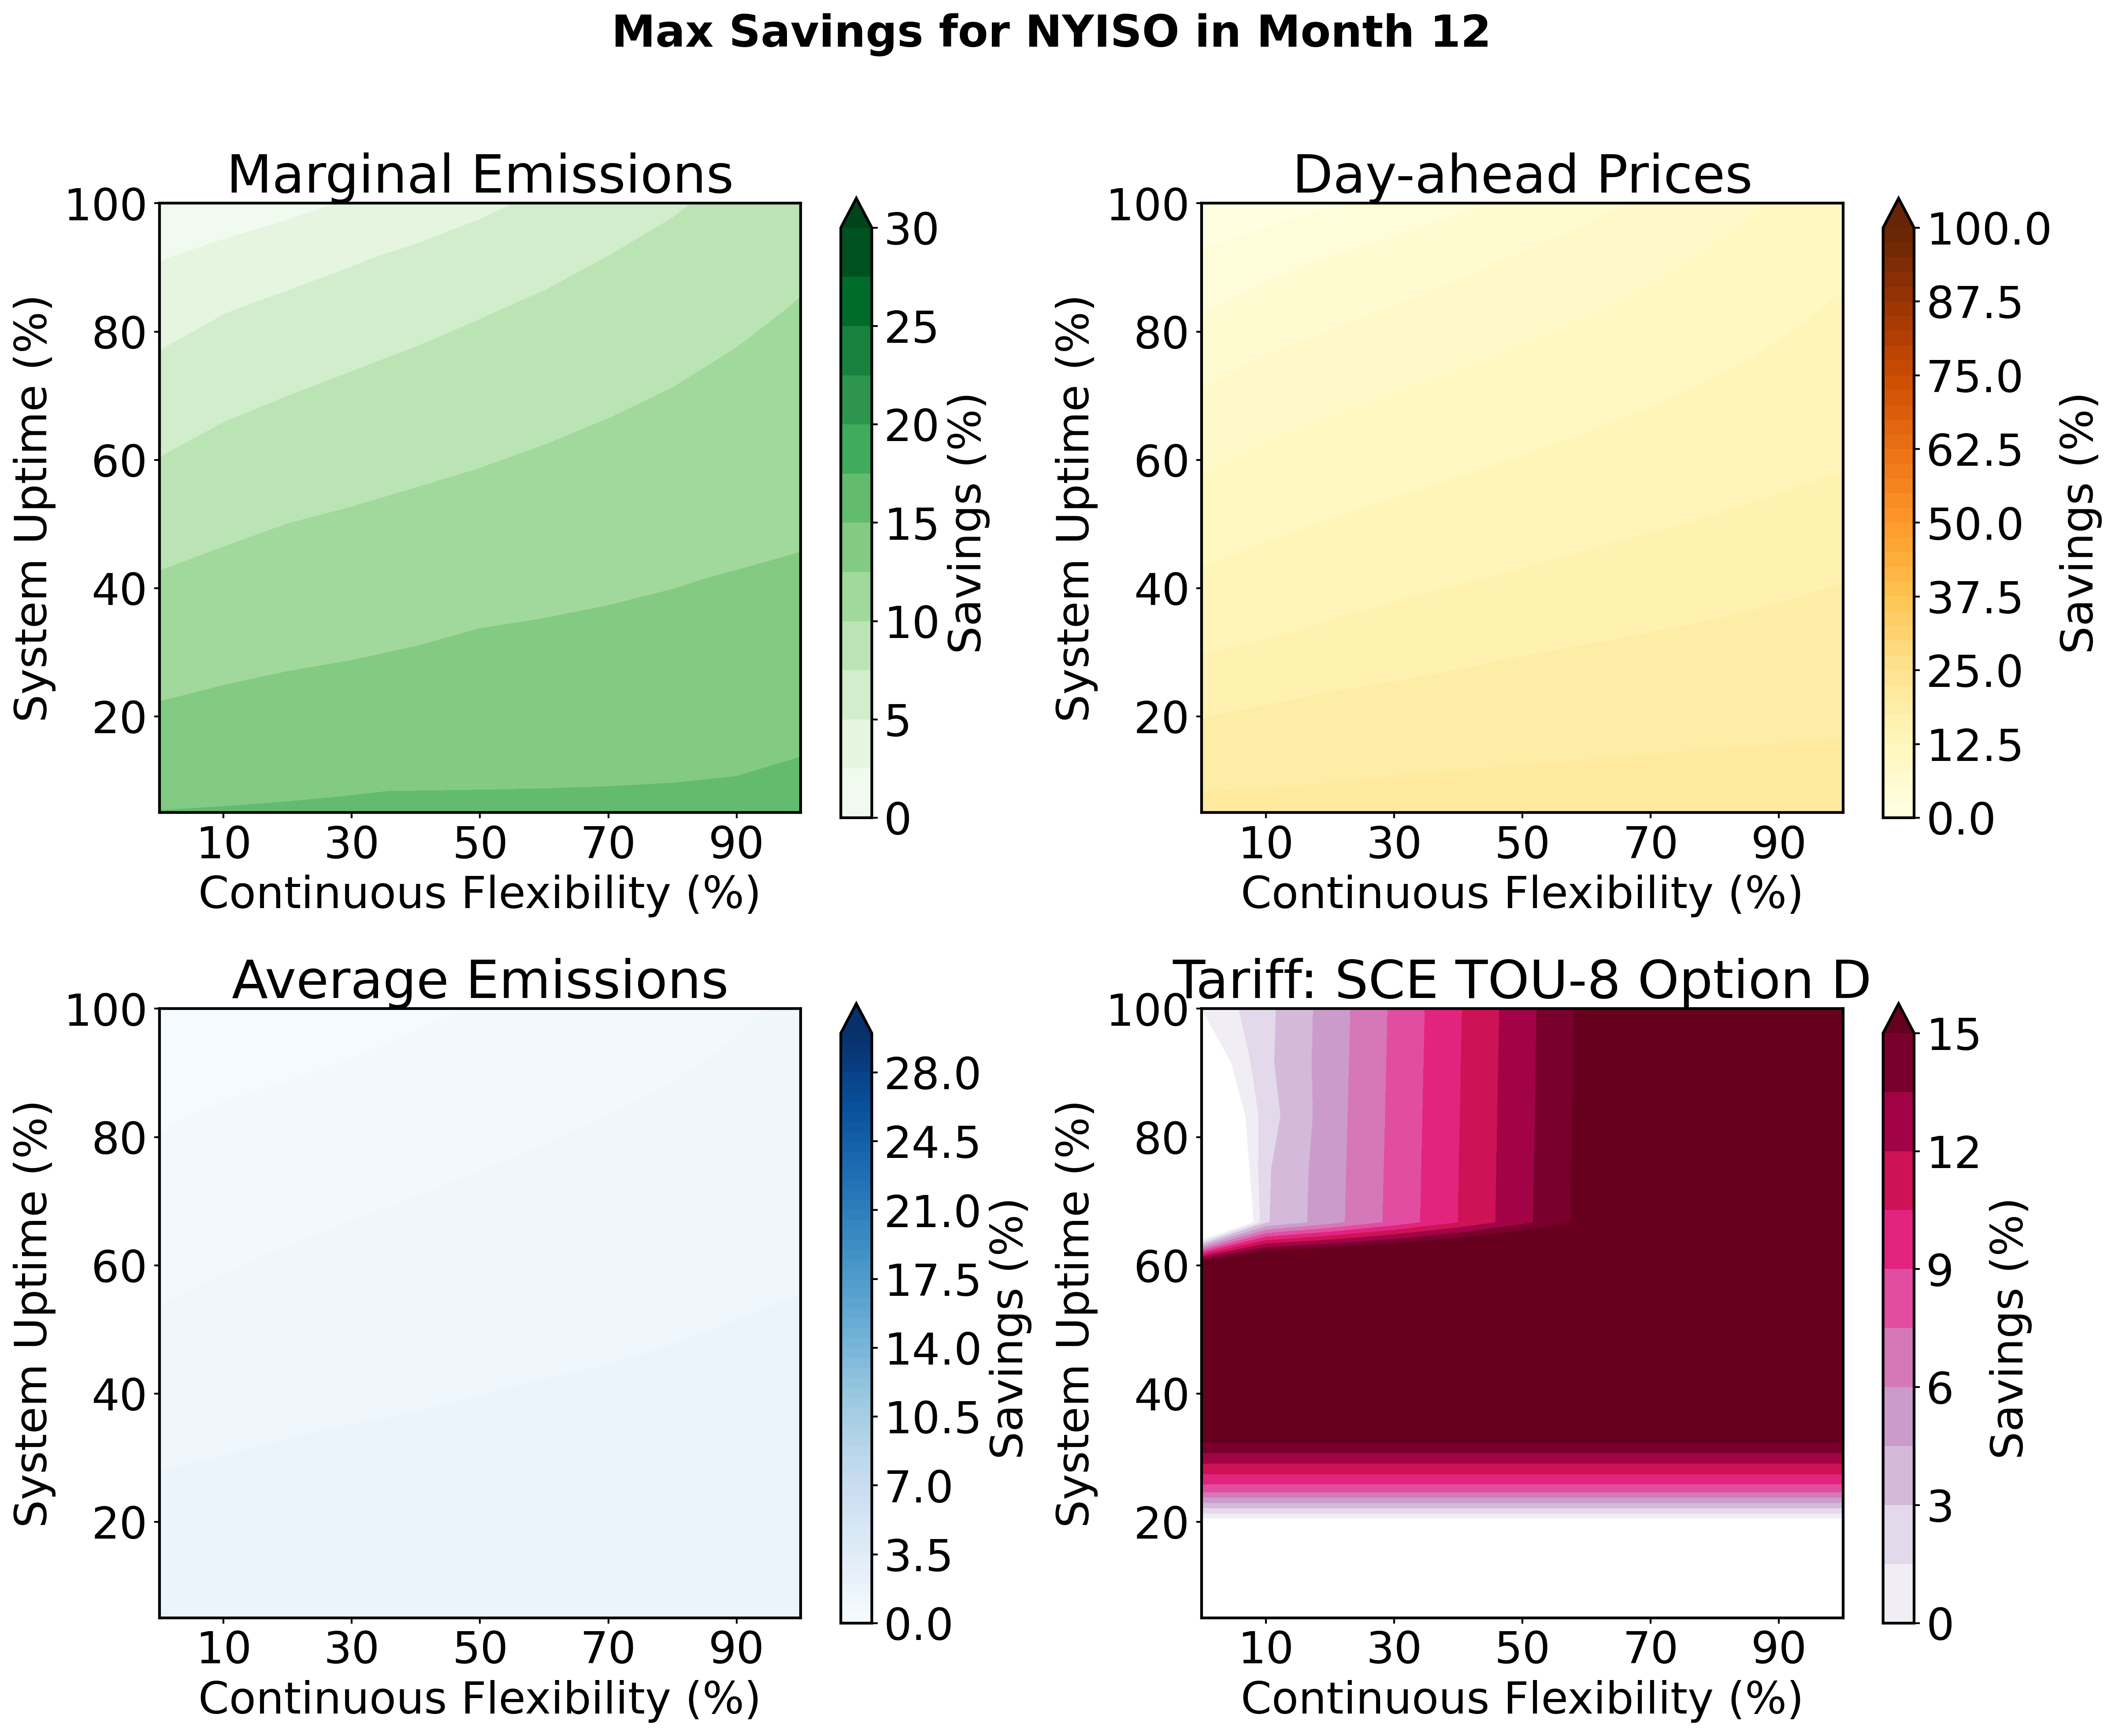 Max Savings for NYISO in Month 12
Marginal Emissions
System Uptime (%)
100
80
60
40
20
10 30 50 70 90
Continuous Flexibility (%)
30
25
20
15
10
5
0
Savings (%)
Day-ahead Prices
System Uptime (%)
100
80
60
40
20
10 30 50 70 90
Continuous Flexibility (%)
100.0
87.5
75.0
62.5
50.0
37.5
25.0
12.5
0.0
Savings (%)
Average Emissions
System Uptime (%)
100
80
60
40
20
10 30 50 70 90
Continuous Flexibility (%)
28.0
24.5
21.0
17.5
14.0
10.5
7.0
3.5
0.0
Savings (%)
Tariff: SCE TOU-8 Option D
System Uptime (%)
100
80
60
40
20
10 30 50 70 90
Continuous Flexibility (%)
15
12
9
6
3
0
Savings (%)